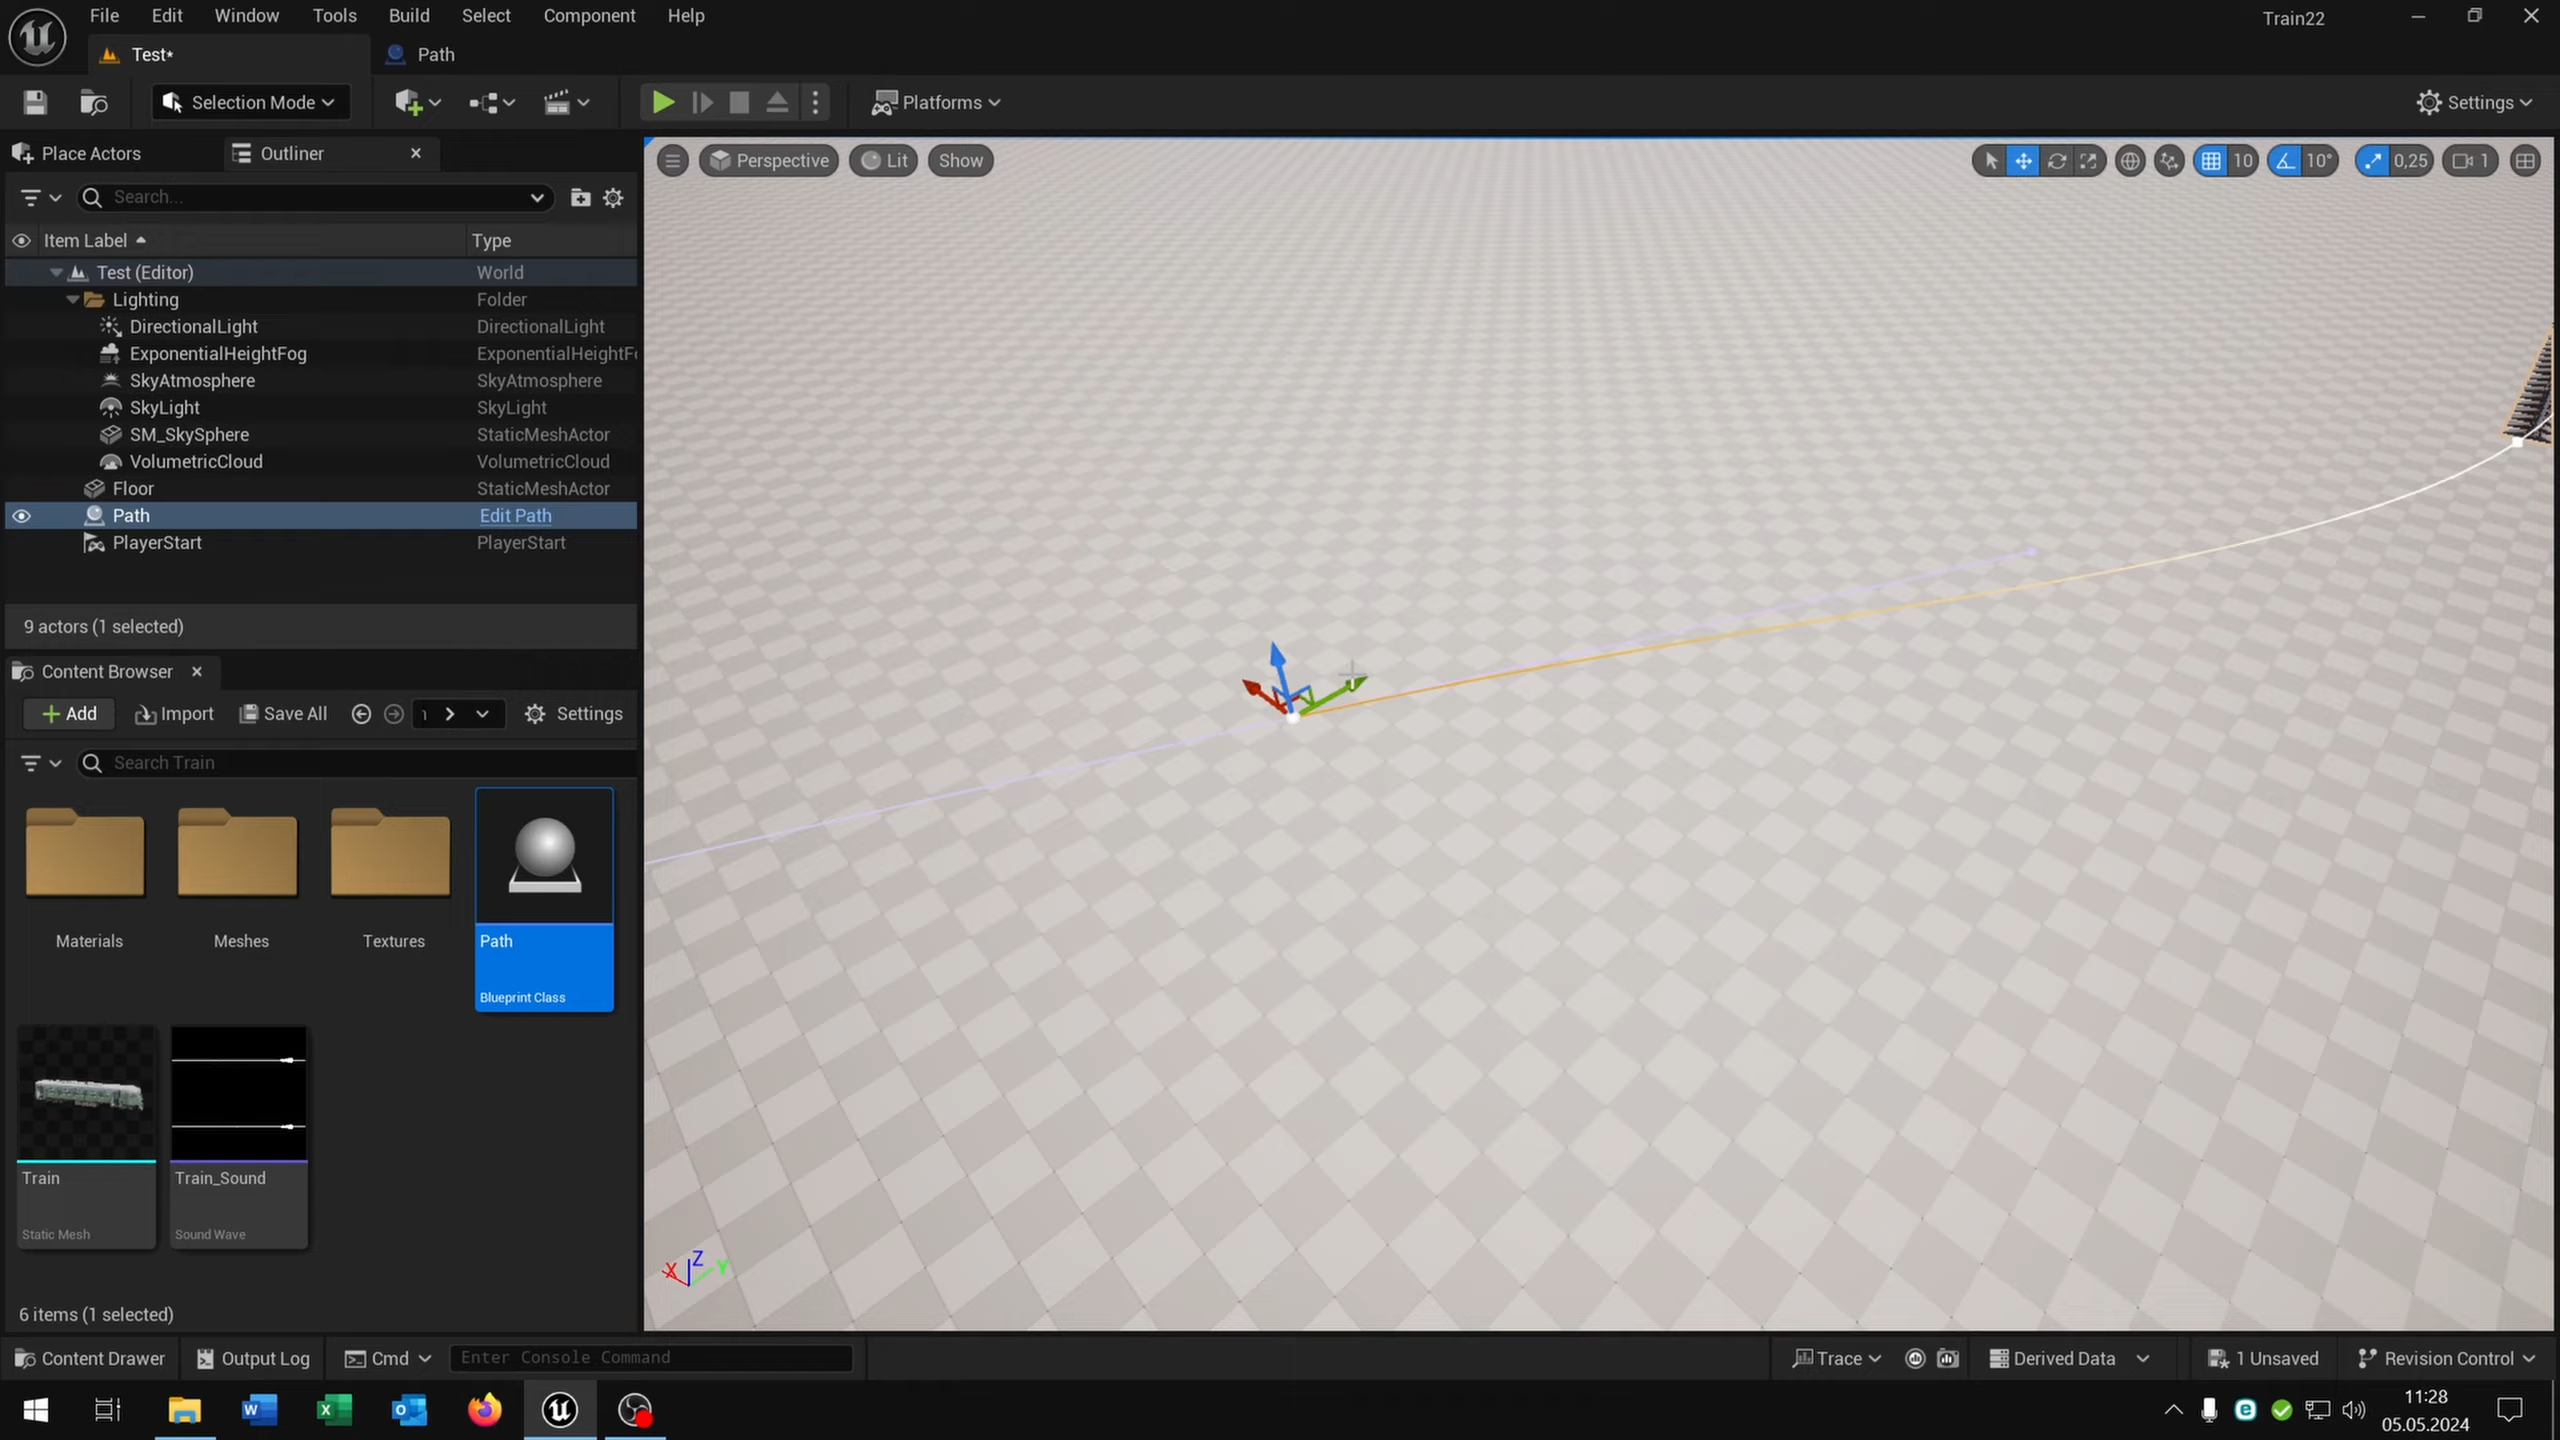 File Edit Window Tools Build Select Component Help
Train22
Test*
Path
Selection Mode
Platforms
Settings
Place Actors
Outliner
Perspective
Lit
Show
10
10°
0,25
1
Search...
Item Label
Type
Test (Editor)
World
Lighting
Folder
DirectionalLight
DirectionalLight
ExponentialHeightFog
ExponentialHeightF
SkyAtmosphere
SkyAtmosphere
SkyLight
SkyLight
SM_SkySphere
StaticMeshActor
VolumetricCloud
VolumetricCloud
Floor
StaticMeshActor
Path
Edit Path
PlayerStart
PlayerStart
9 actors (1 selected)
Content Browser
Add
Import
Save All
Settings
Search Train
Materials
Meshes
Textures
Path
Blueprint Class
Train
Static Mesh
Train_Sound
Sound Wave
6 items (1 selected)
X
Z
Y
Content Drawer
Output Log
Cmd
Enter Console Command
Trace
Derived Data
1 Unsaved
Revision Control
11:28
05.05.2024